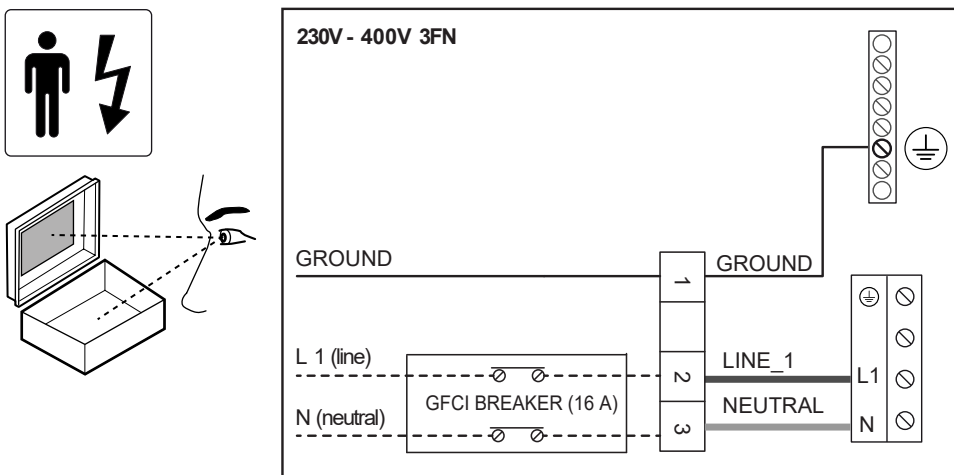 230V - 400V 3FN
GROUND
1
GROUND
L 1 (line)
2
LINE_1
L1
GFCI BREAKER (16 A)
N (neutral)
3
NEUTRAL
N